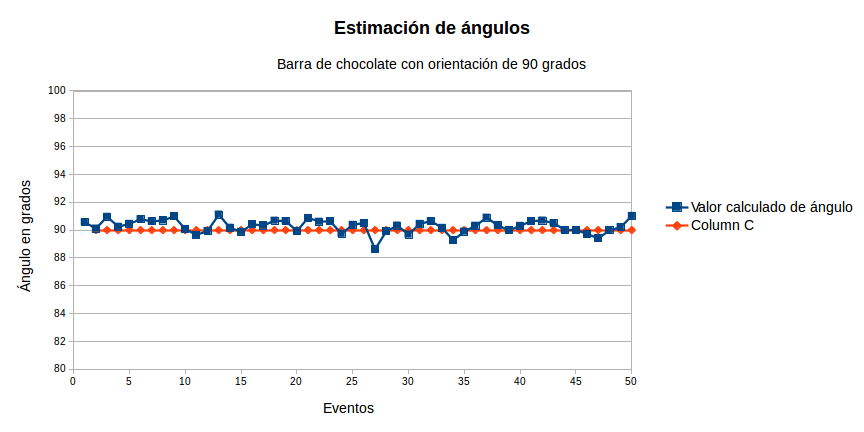 Estimación de ángulos
Barra de chocolate con orientación de 90 grados
100
98
96
94
92
90
88
86
84
82
80
0 5 10 15 20 25 30 35 40 45 50
Ángulo en grados
Eventos
Valor calculado de ángulo
Column C